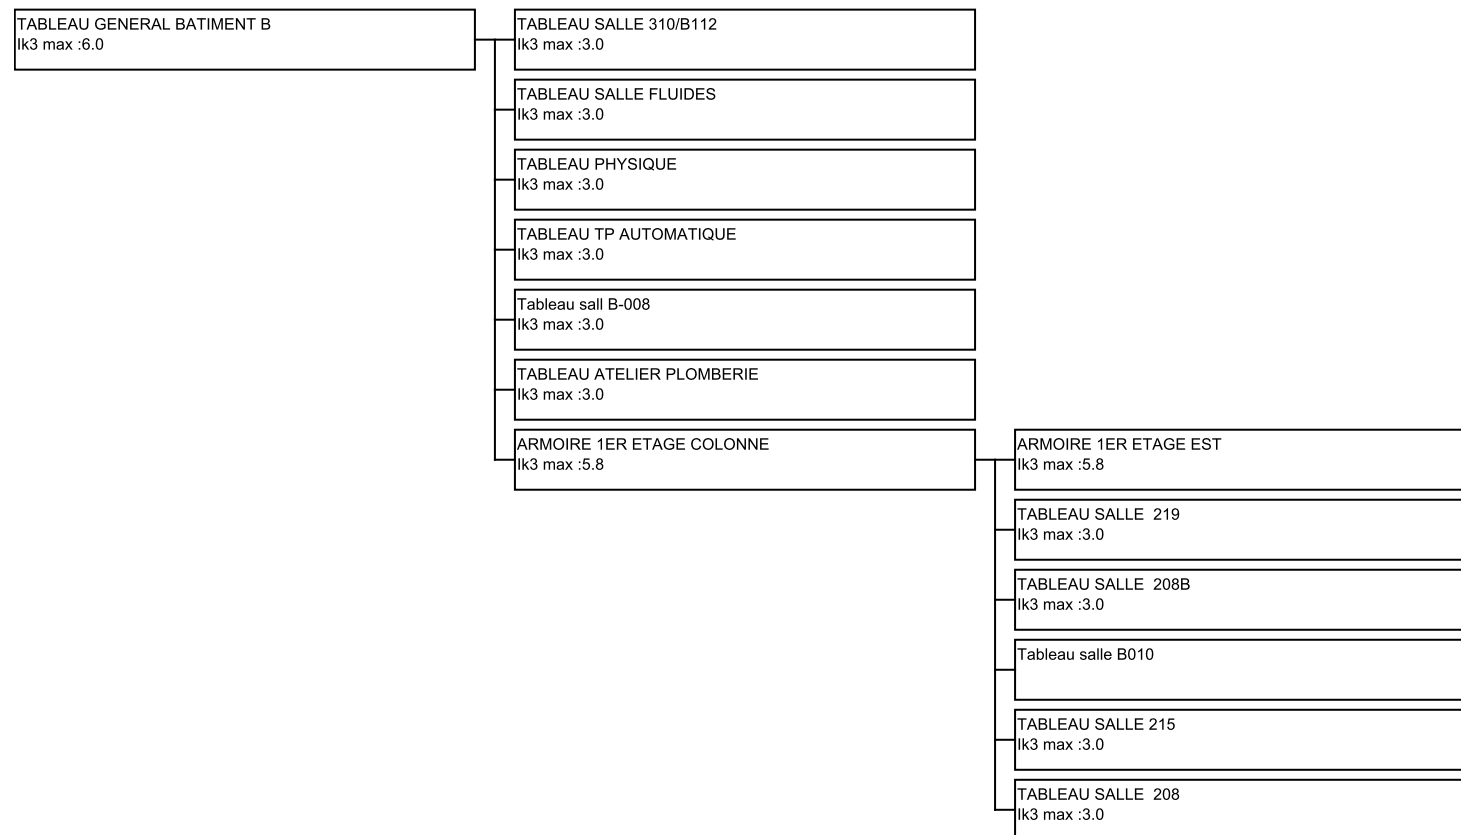 TABLEAU GENERAL BATIMENT B
Ik3 max :6.0
TABLEAU SALLE 310/B112
Ik3 max :3.0
TABLEAU SALLE FLUIDES
Ik3 max :3.0
TABLEAU PHYSIQUE
Ik3 max :3.0
TABLEAU TP AUTOMATIQUE
Ik3 max :3.0
Tableau sall B-008
Ik3 max :3.0
TABLEAU ATELIER PLOMBERIE
Ik3 max :3.0
ARMOIRE 1ER ETAGE COLONNE
Ik3 max :5.8
ARMOIRE 1ER ETAGE EST
Ik3 max :5.8
TABLEAU SALLE  219
Ik3 max :3.0
TABLEAU SALLE  208B
Ik3 max :3.0
Tableau salle B010
TABLEAU SALLE 215
Ik3 max :3.0
TABLEAU SALLE  208
Ik3 max :3.0